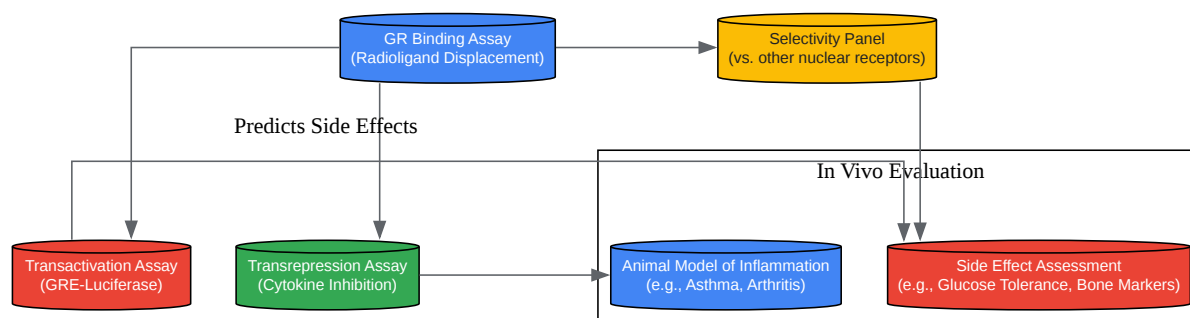 GR Binding Assay
(Radioligand Displacement)
Selectivity Panel
(vs. other nuclear receptors)
Predicts Side Effects
In Vivo Evaluation
Transactivation Assay
(GRE-Luciferase)
Transrepression Assay
(Cytokine Inhibition)
Animal Model of Inflammation
(e.g., Asthma, Arthritis)
Side Effect Assessment
(e.g., Glucose Tolerance, Bone Markers)